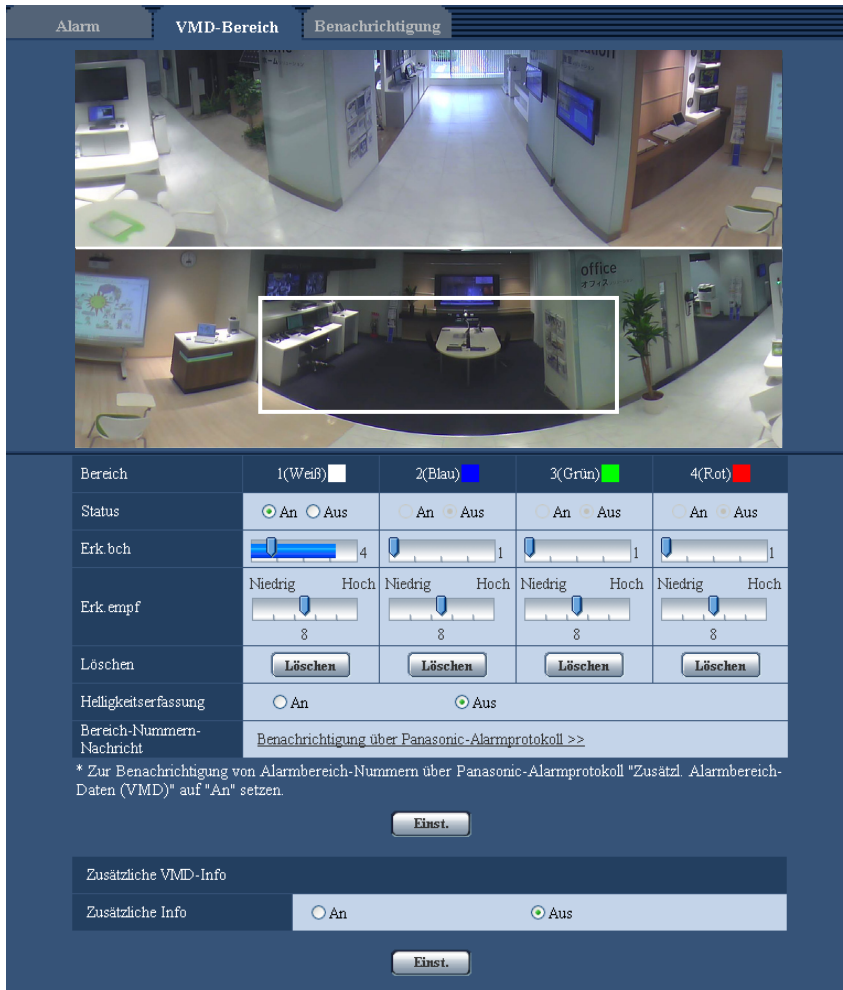 Alarm VMD-Bereich Benachrichtigung
office
オフィス
Bereich 1(Weiß) 2(Blau) 3(Grün) 4(Rot)
Status An Aus An Aus An Aus An Aus
Erk.bch 4 1 1 1
Niedrig Hoch Niedrig Hoch Niedrig Hoch Niedrig Hoch
Erk.empf
8 8 8 8
Löschen Löschen Löschen Löschen Löschen
Helligkeitserfassung An Aus
Bereich-Nummern-
Nachricht
Benachrichtigung über Panasonic-Alarmprotokoll >>
* Zur Benachrichtigung von Alarmbereich-Nummern über Panasonic-Alarmprotokoll "Zusätzl. Alarmbereich-
Daten (VMD)" auf "An" setzen.
Einst.
Zusätzliche VMD-Info
Zusätzliche Info An Aus
Einst.